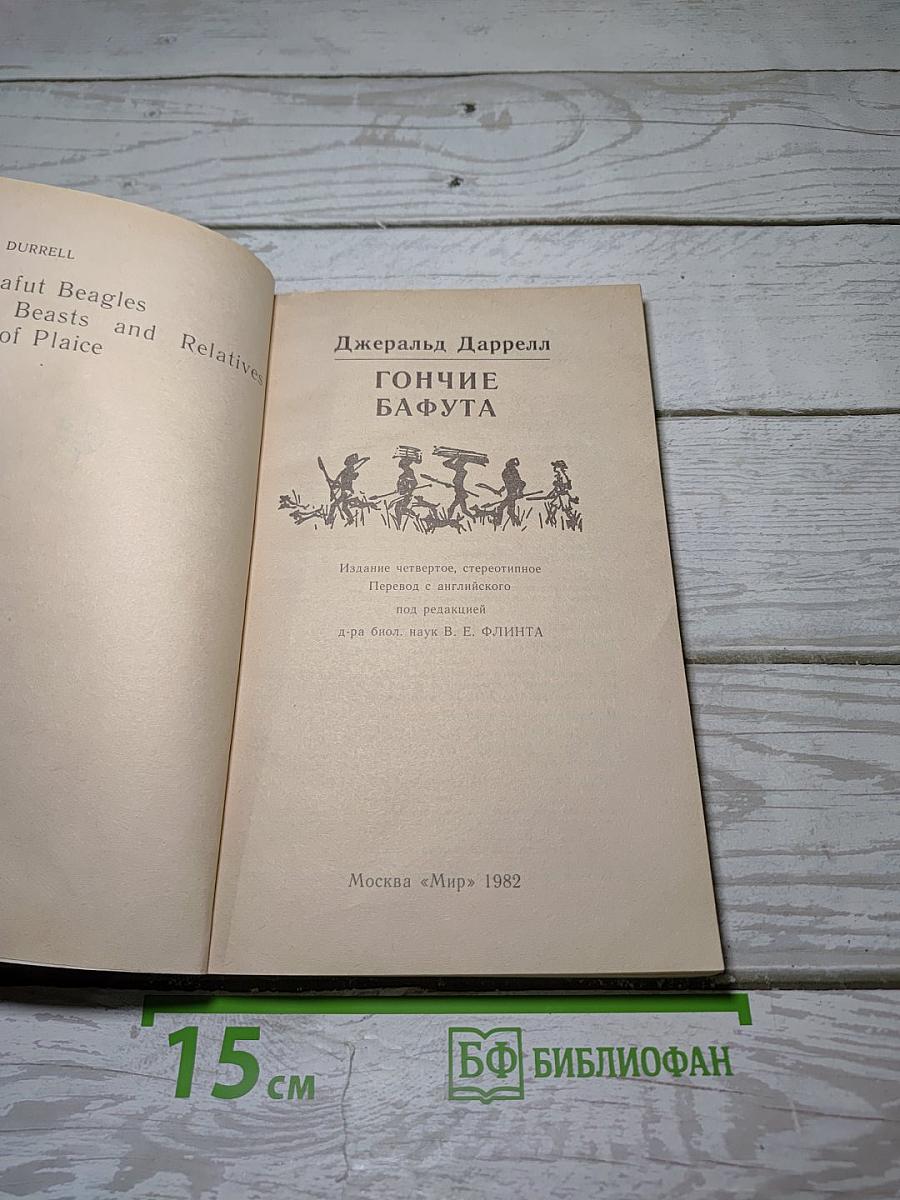 DURRELL
afut Beagles
Beasts and Relatives
of Plaice
Джеральд Даррелл
ГОНЧИЕ
БАФУТА
Издание четвертое, стереотипное
Перевод с английского
под редакцией
д-ра биол. наук В. Е. ФЛИНТА
Москва «Мир» 1982
15 см
БФ БИБЛИОФАН